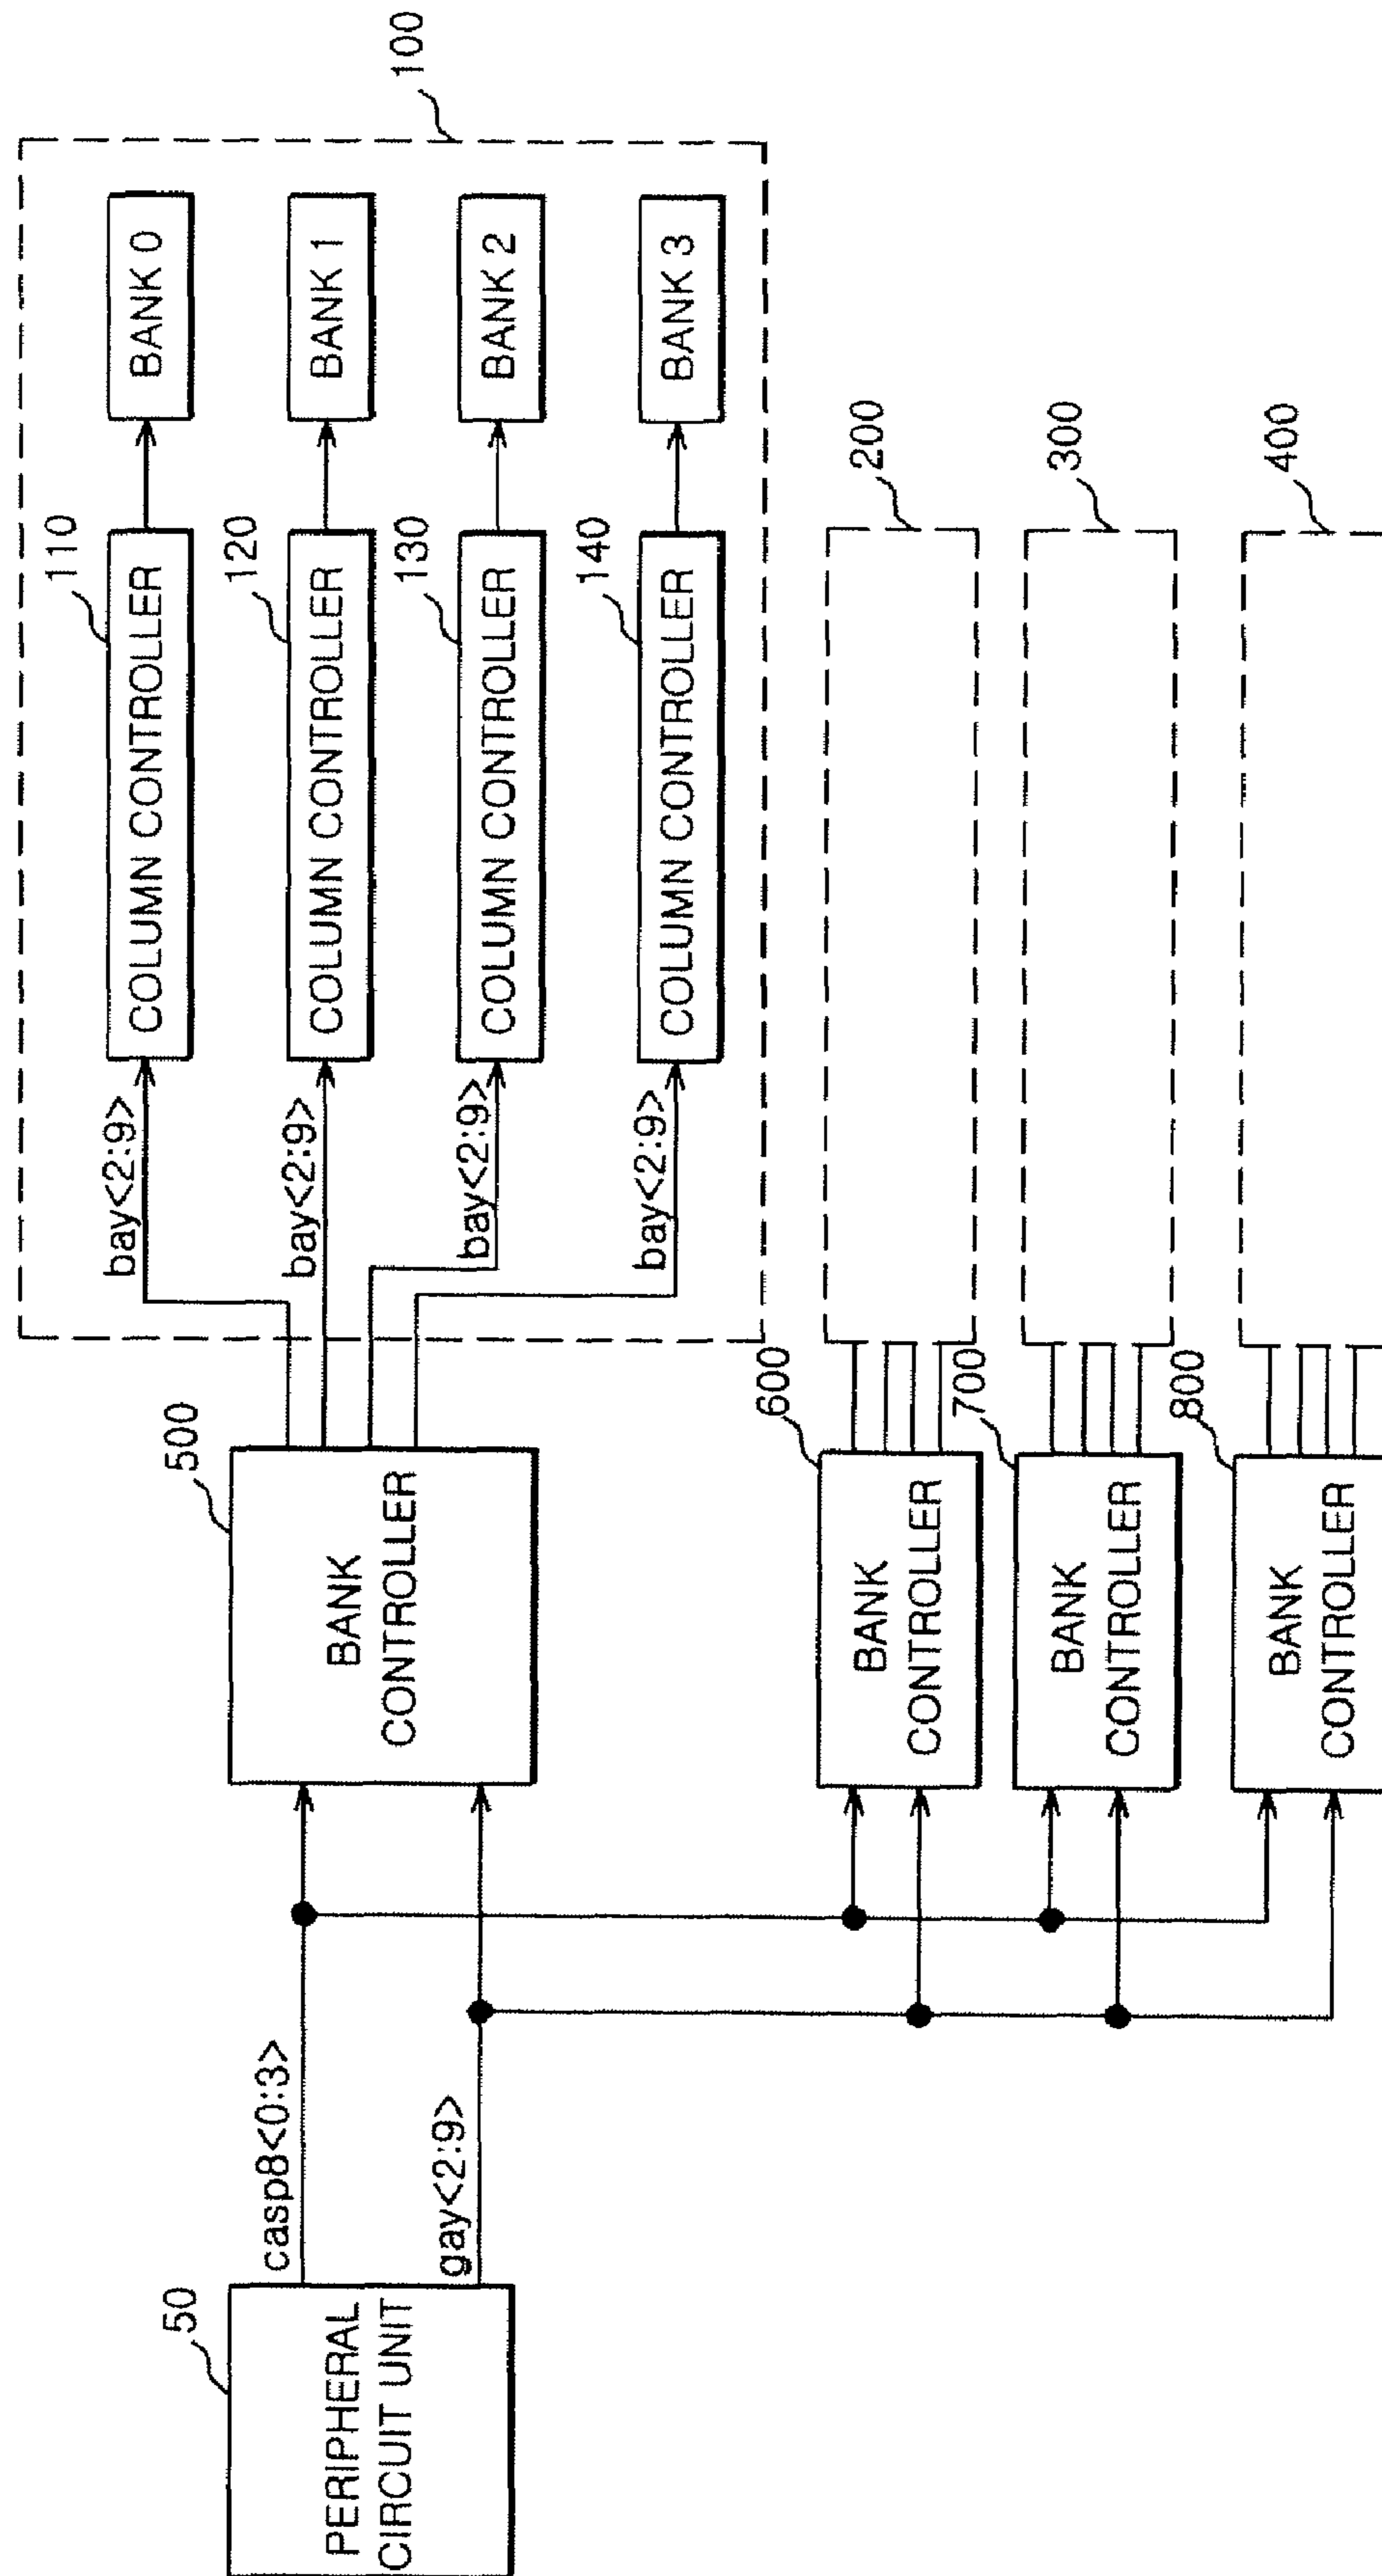 50
PERIPHERAL
CIRCUIT UNIT
casp8<0:3>
gay<2:9>
500
BANK
CONTROLLER
100
bay<2:9>
110
COLUMN CONTROLLER
BANK 0
bay<2:9>
120
COLUMN CONTROLLER
BANK 1
bay<2:9>
130
COLUMN CONTROLLER
BANK 2
bay<2:9>
140
COLUMN CONTROLLER
BANK 3
600
BANK
CONTROLLER
200
700
BANK
CONTROLLER
300
800
BANK
CONTROLLER
400